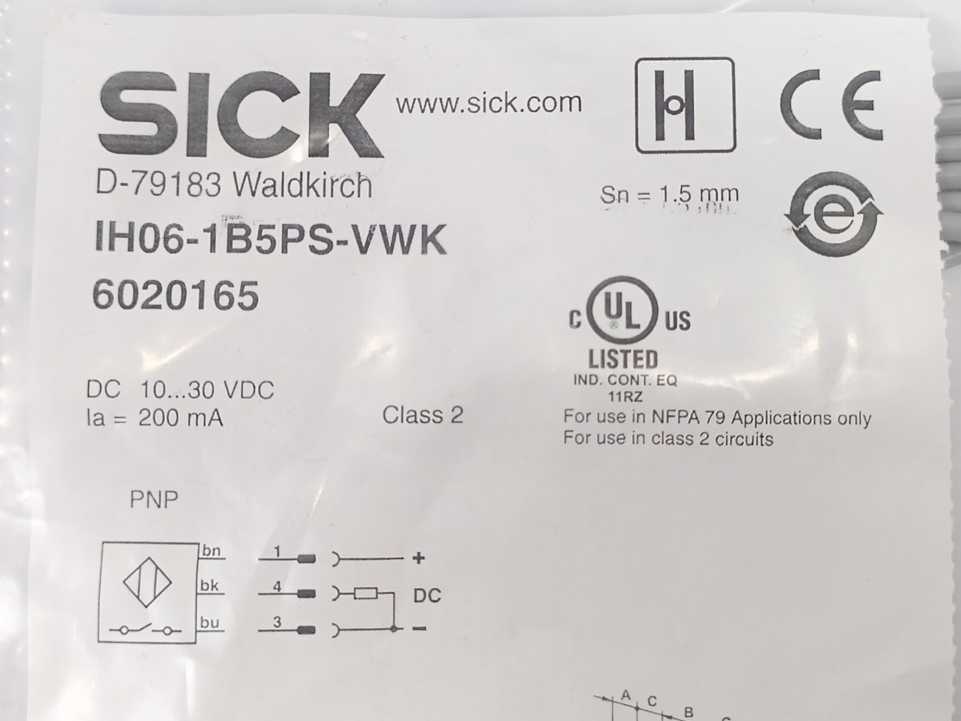 SICK www.sick.com
CE
D-79183 Waldkirch
Sn = 1.5 mm
IH06-1B5PS-VWK
6020165
e
C UL US
®
LISTED
IND. CONT. EQ
11RZ
DC 10...30 VDC
Ia = 200 mA
Class 2
For use in NFPA 79 Applications only
For use in class 2 circuits
PNP
bn 1 +
bk 4 DC
bu 3 −
A C B